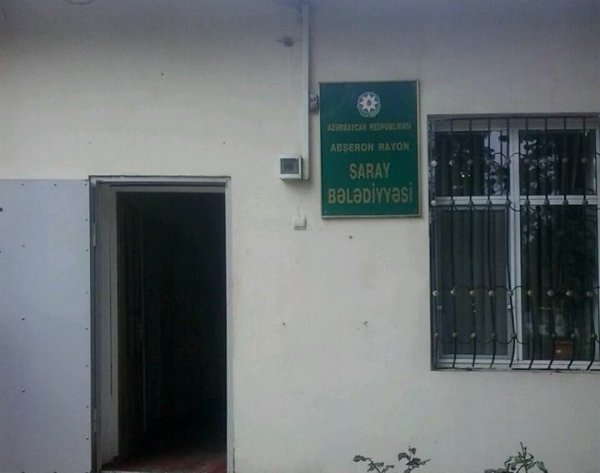 AZƏRBAYCAN RESPUBLİKASI
ABŞERON RAYON
SARAY
BƏLƏDİYYƏSİ